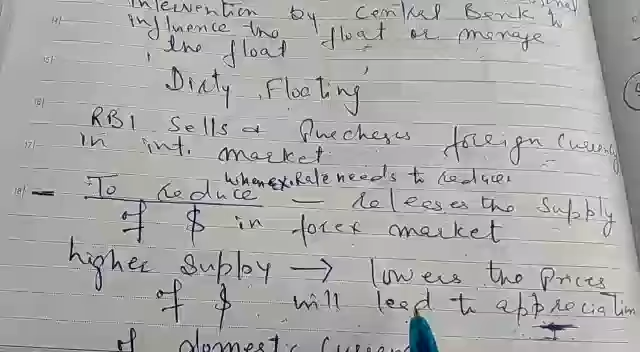 Intervention by Central Bank to
influence the float or manage
the float
Dirty Floating
RBI sells & Purchases foreign currency
in int. market
when ex. Rate needs to reduce
- To reduce — releases the supply
of $ in forex market
higher supply → lowers the prices
of $ will lead to appreciation
of domestic Curren